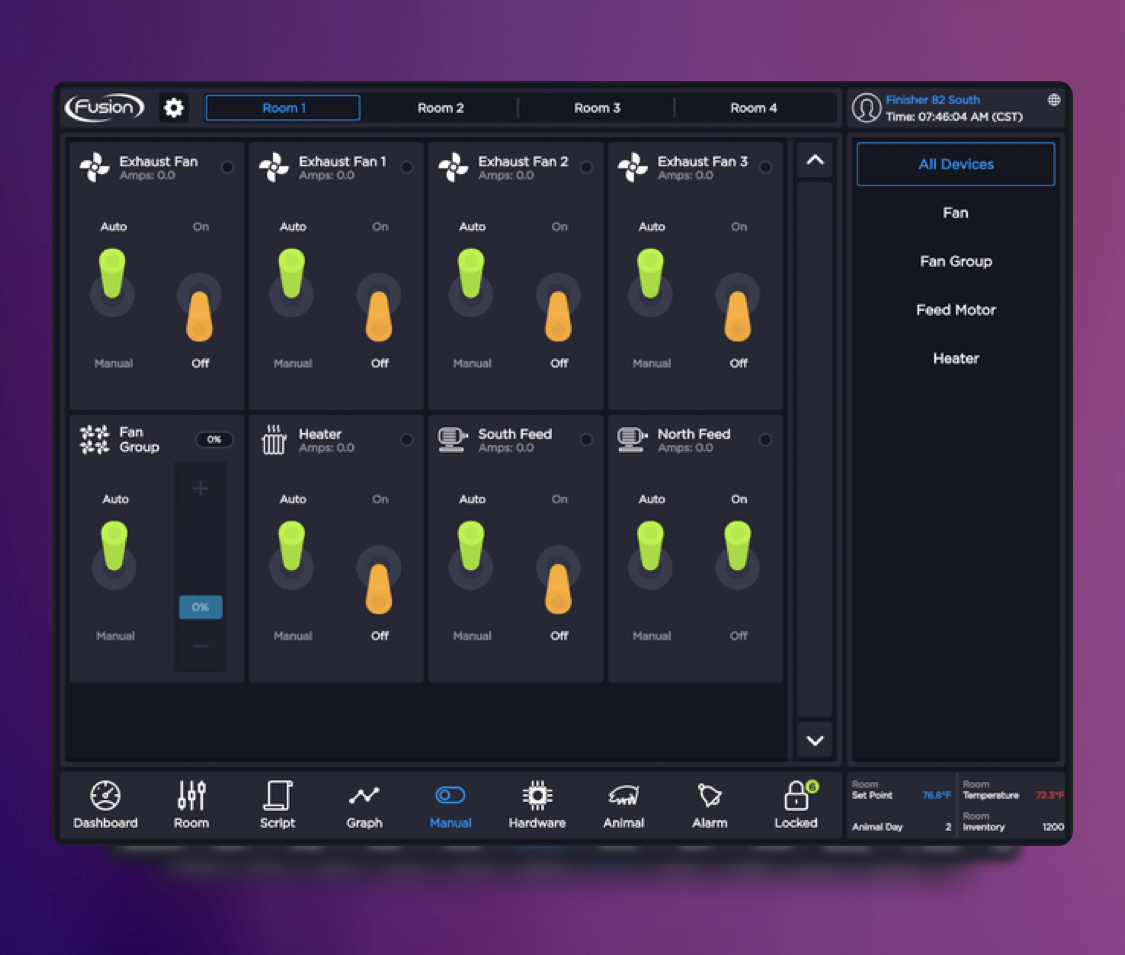 Fusion
Room 1
Room 2
Room 3
Room 4
Finisher 82 South
Time: 07:46:04 AM (CST)
Exhaust Fan
Amps: 0.0
Auto
On
Manual
Off
Exhaust Fan 1
Amps: 0.0
Auto
On
Manual
Off
Exhaust Fan 2
Amps: 0.0
Auto
On
Manual
Off
Exhaust Fan 3
Amps: 0.0
Auto
On
Manual
Off
Fan
Group
0%
Auto
+
0%
—
Manual
Heater
Amps: 0.0
Auto
On
Manual
Off
South Feed
Amps: 0.0
Auto
On
Manual
Off
North Feed
Amps: 0.0
Auto
On
Manual
Off
All Devices
Fan
Fan Group
Feed Motor
Heater
Dashboard
Room
Script
Graph
Manual
Hardware
Animal
Alarm
6
Locked
Room
Set Point 76.8°F
Animal Day 2
Room
Temperature 72.3°F
Room
Inventory 1200